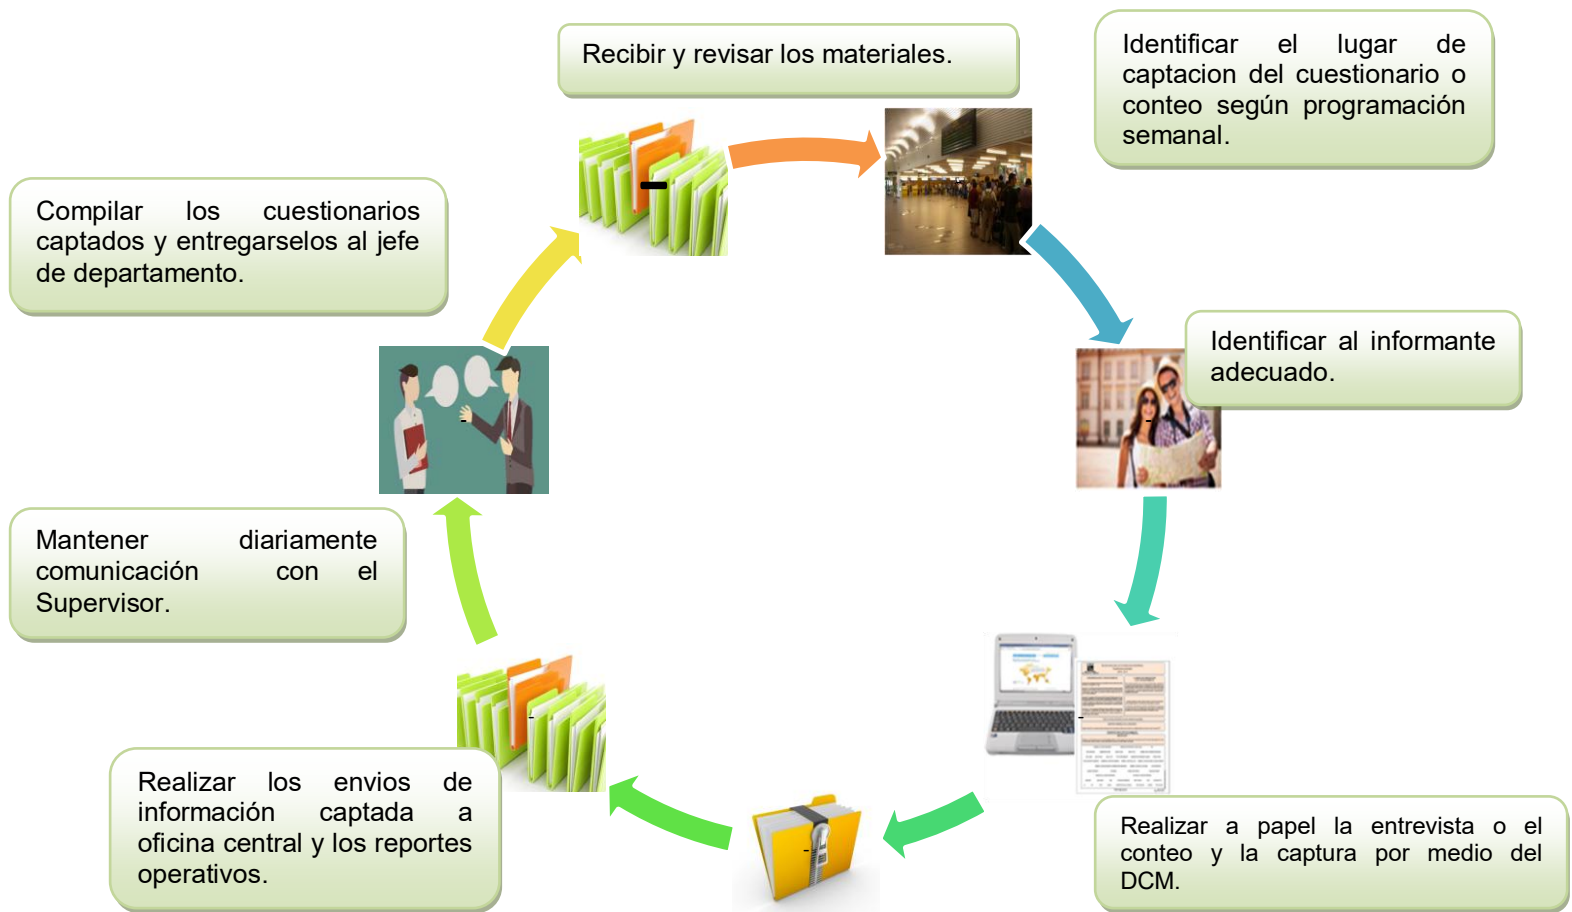 Recibir y revisar los materiales.
Identificar el lugar de
captacion del cuestionario o
conteo según programación
semanal.
Identificar al informante
adecuado.
Realizar a papel la entrevista o el
conteo y la captura por medio del
DCM.
Realizar los envios de
información captada a
oficina central y los reportes
operativos.
Mantener diariamente
comunicación con el
Supervisor.
Compilar los cuestionarios
captados y entregarselos al jefe
de departamento.